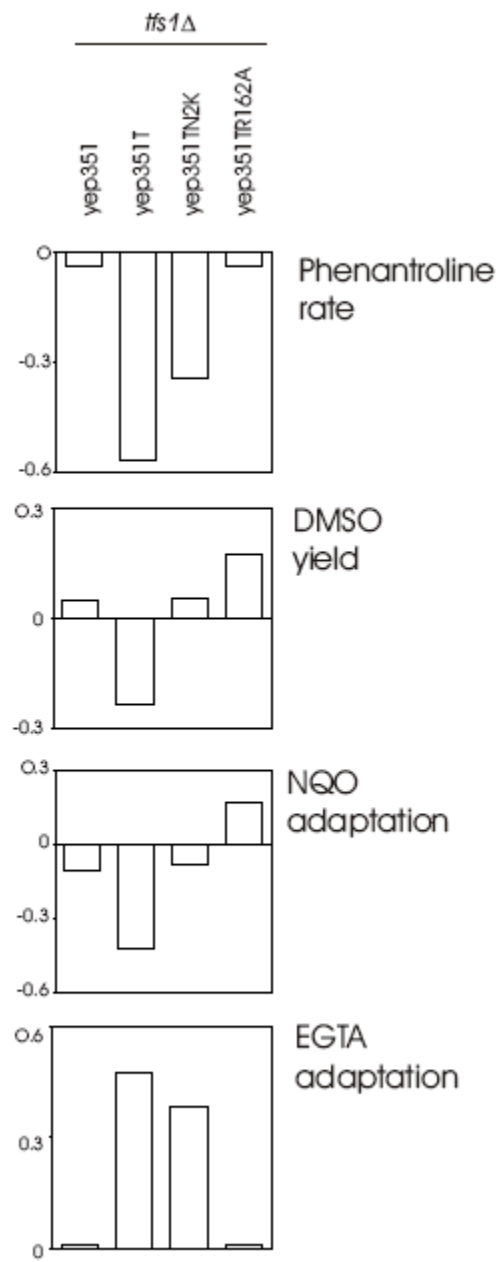 tfs1Δ
yep351
yep351T
yep351TN2K
yep351TR162A
0
-0.3
-0.6
Phenantroline
rate
0.3
0
-0.3
DMSO
yield
0.3
0
-0.3
-0.6
NQO
adaptation
0.6
0.3
0
EGTA
adaptation